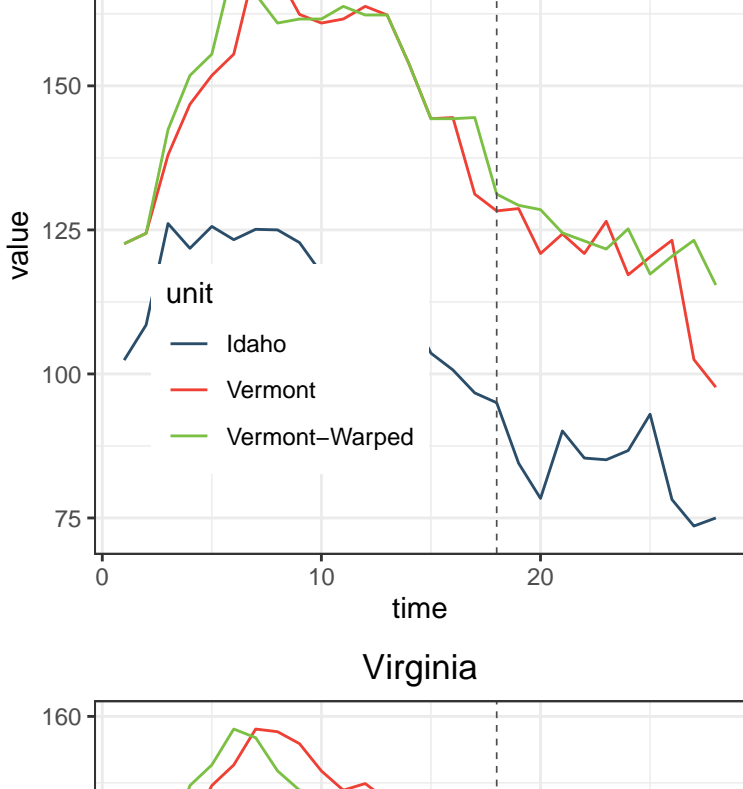 150
125
value
unit
Idaho
Vermont
Vermont−Warped
100
75
0 10 20
time
Virginia
160